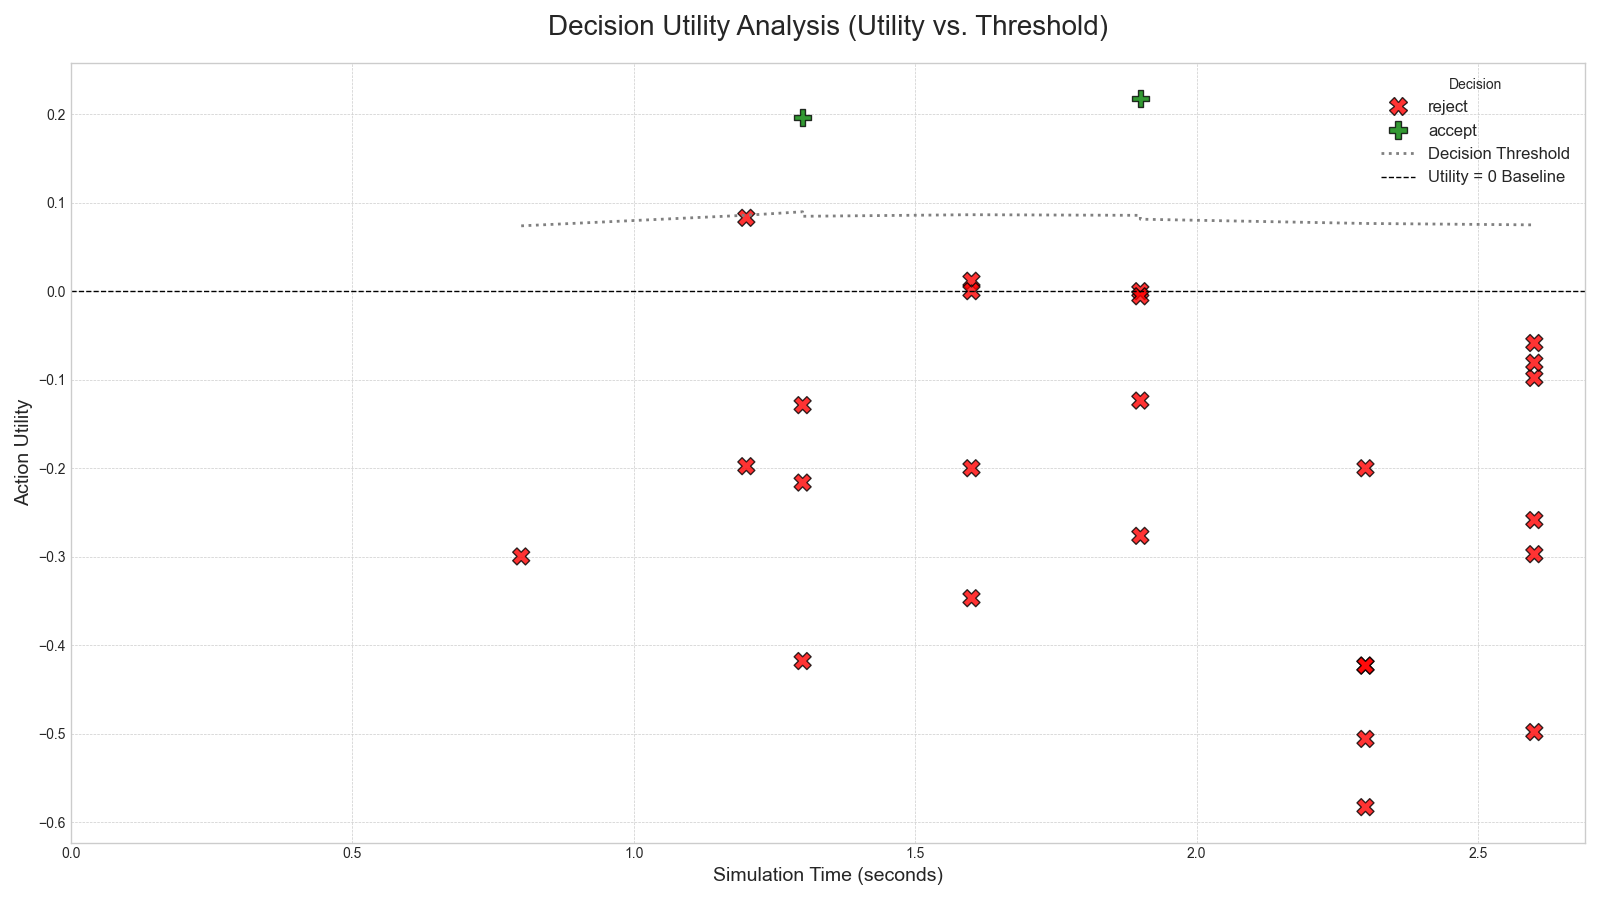 Decision Utility Analysis (Utility vs. Threshold)
Decision
reject
accept
Decision Threshold
Utility = 0 Baseline
Action Utility
0.2
0.1
0.0
−0.1
−0.2
−0.3
−0.4
−0.5
−0.6
0.0 0.5 1.0 1.5 2.0 2.5
Simulation Time (seconds)